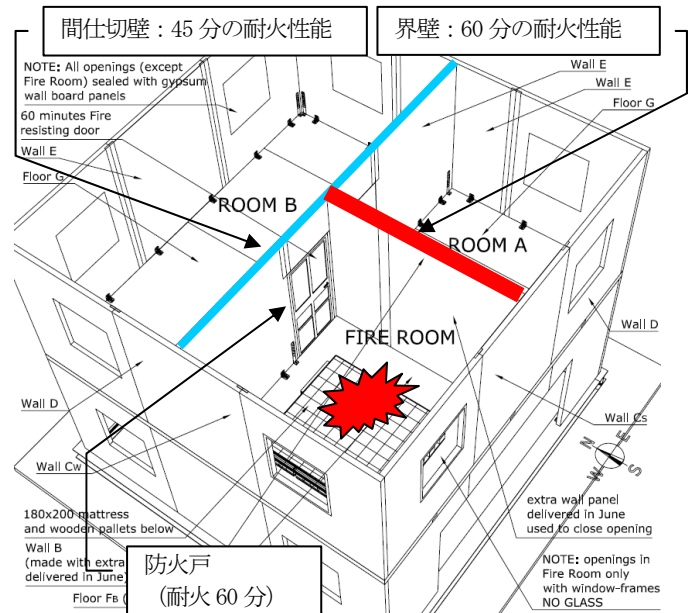 間仕切壁：45 分の耐火性能
界壁：60 分の耐火性能
NOTE: All openings (except
Fire Room) sealed with gypsum
wall board panels
60 minutes Fire
resisting door
Wall E
Floor G
Wall E
Wall E
Floor G
ROOM B
ROOM A
FIRE ROOM
Wall D
Wall D
Wall Cw
Wall Cs
N
E
W
S
180x200 mattress
and wooden pallets below
Wall B
(made with extra
delivered in June)
Floor FB (
防火戸
（耐火 60 分）
extra wall panel
delivered in June
used to close opening
NOTE: openings in
Fire Room only
with window-frames
NO GLASS